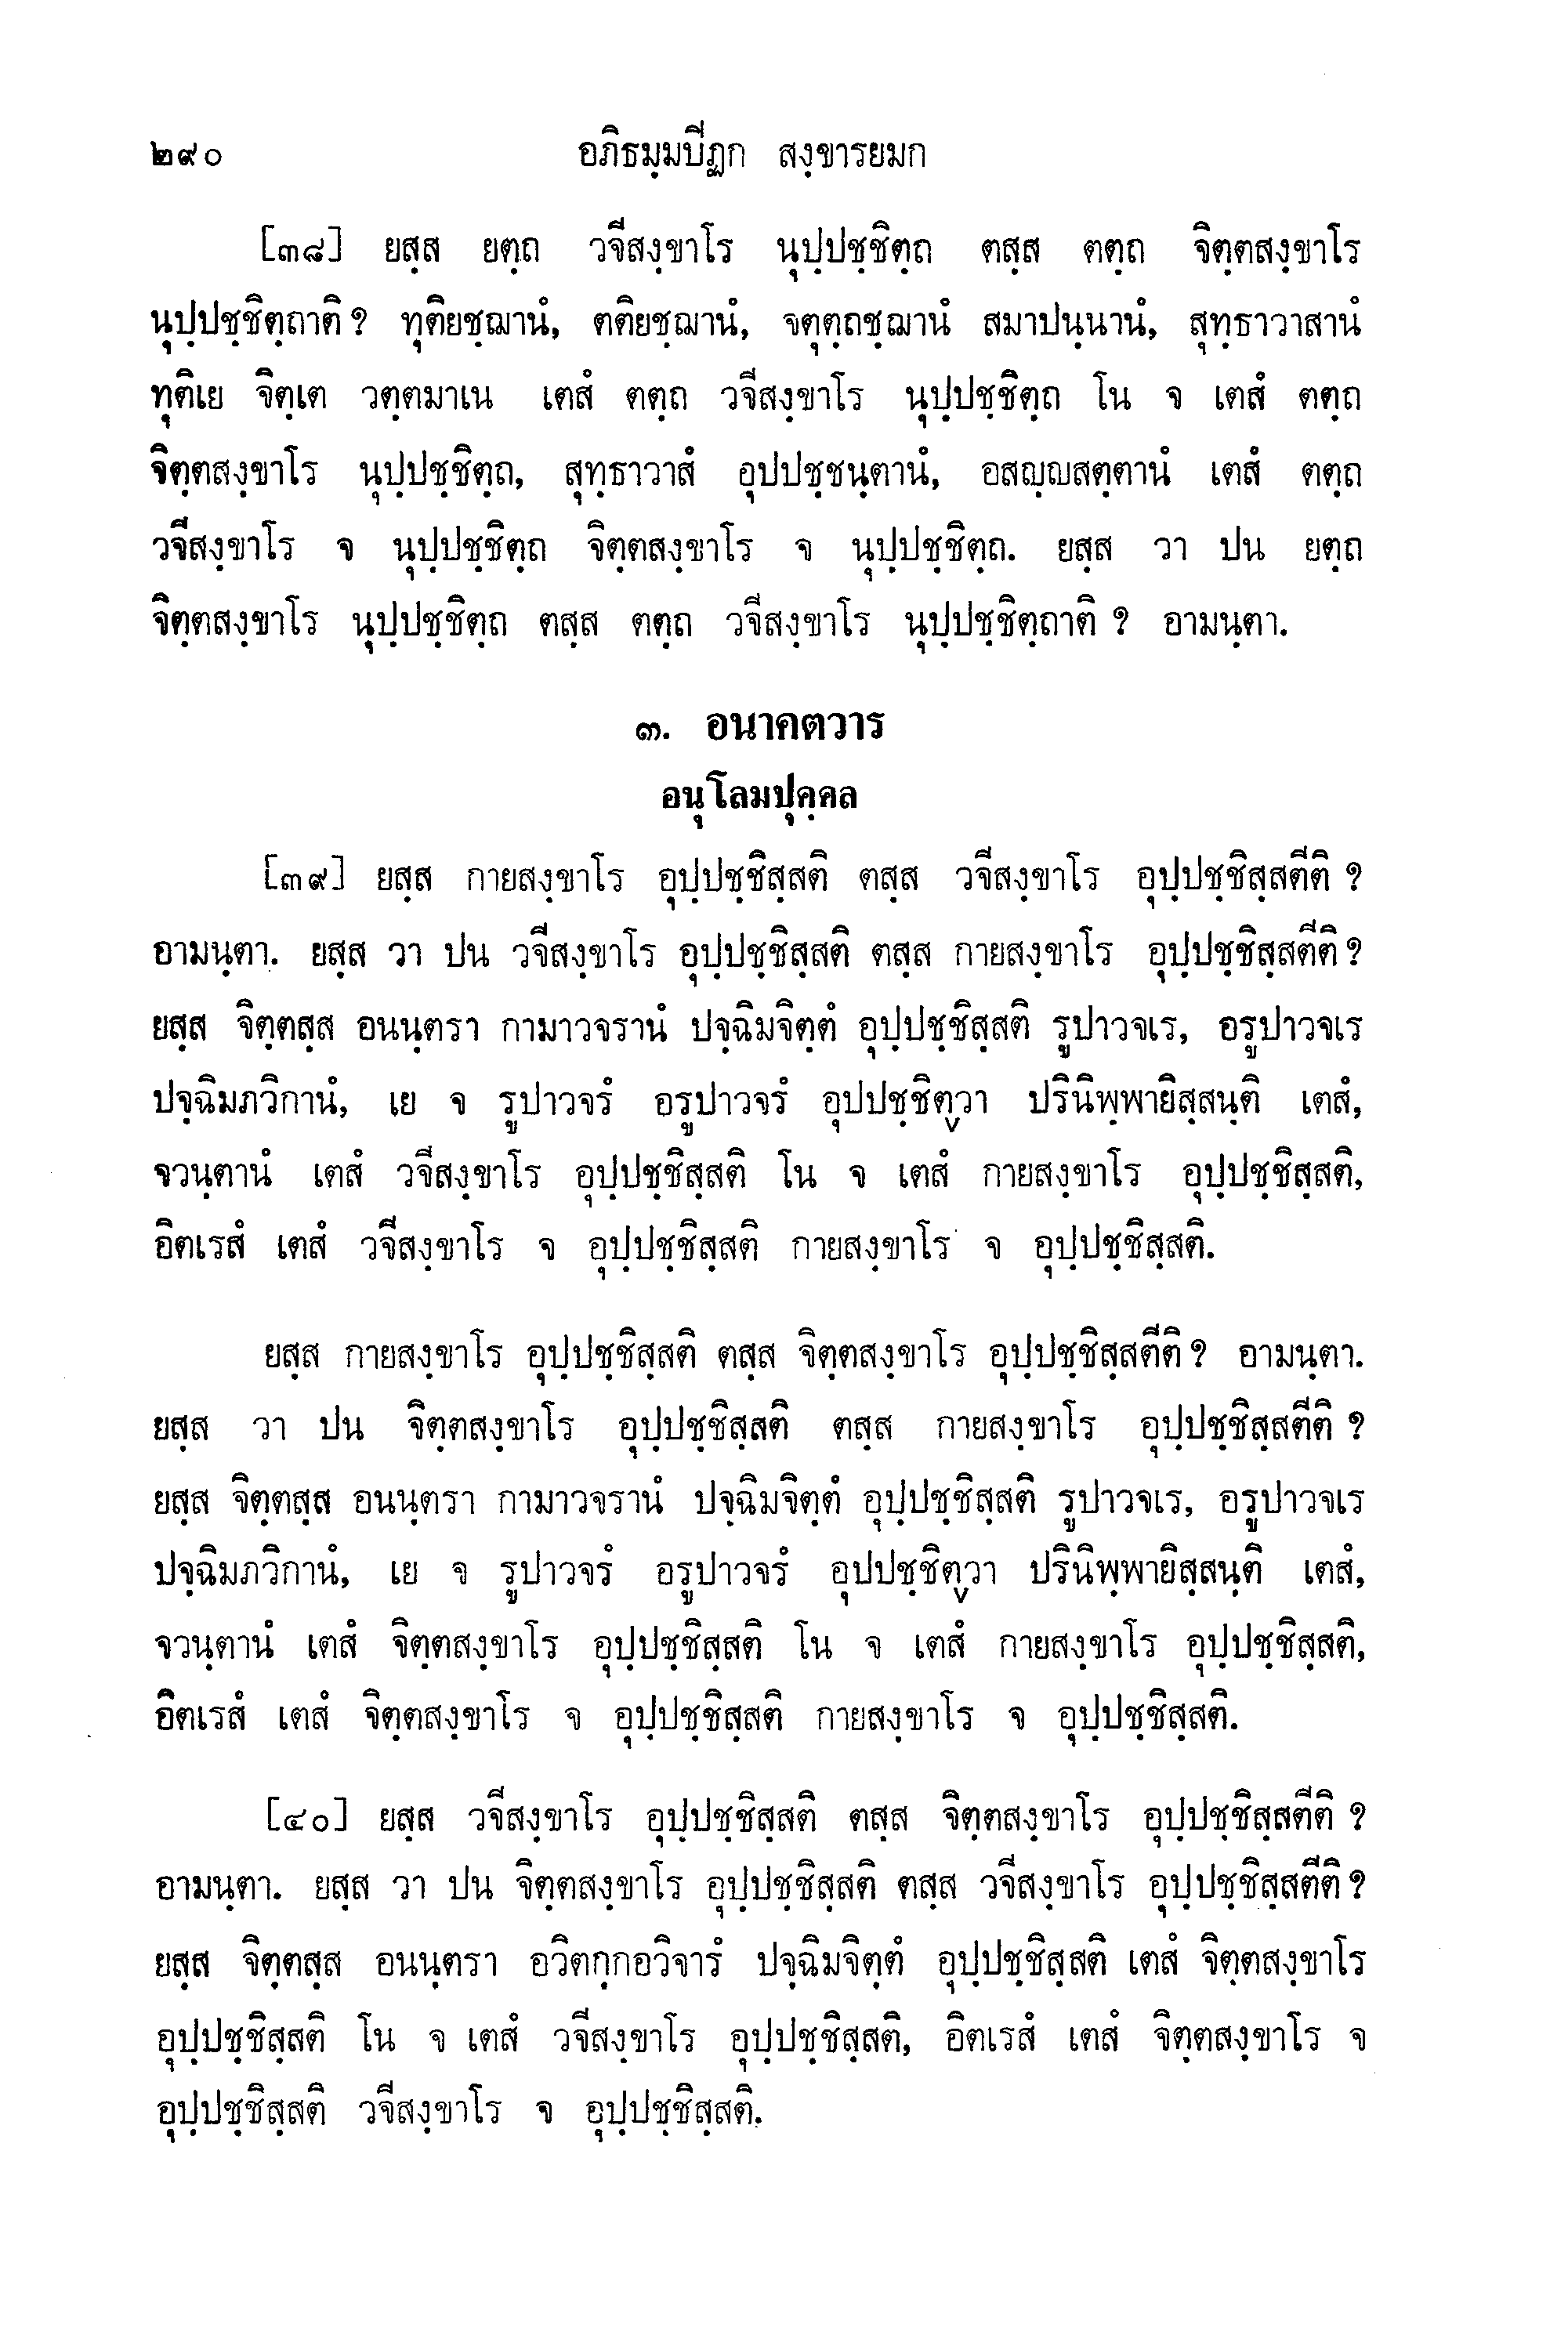 ๒๙๐ อภิธมฺมปีฏก สงฺขารยมก
[๓๘] ยสฺส ยตฺถ วจีสงฺขาโร นุปฺปชฺชิตฺถ ตสฺส ตตฺถ จิตฺตสงฺขาโร
นุปฺปชฺชิตฺถาติ ? ทุติยชฺฌานํ, ตติยชฺฌานํ, จตุตฺถชฺฌานํ สมาปนฺนานํ, สุทฺธาวาสานํ
ทุติเย จิตฺเต วตฺตมาเน เตสํ ตตฺถ วจีสงฺขาโร นุปฺปชฺชิตฺถ โน จ เตสํ ตตฺถ
จิตฺตสงฺขาโร นุปฺปชฺชิตฺถ, สุทฺธาวาสํ อุปปชฺชนฺตานํ, อสญฺญสตฺตานํ เตสํ ตตฺถ
วจีสงฺขาโร จ นุปฺปชฺชิตฺถ จิตฺตสงฺขาโร จ นุปฺปชฺชิตฺถ. ยสฺส วา ปน ยตฺถ
จิตฺตสงฺขาโร นุปฺปชฺชิตฺถ ตสฺส ตตฺถ วจีสงฺขาโร นุปฺปชฺชิตฺถาติ ? อามนฺตา.
๓. อนาคตวาร
อนุโลมปุคฺคล
[๓๙] ยสฺส กายสงฺขาโร อุปฺปชฺชิสฺสติ ตสฺส วจีสงฺขาโร อุปฺปชฺชิสฺสตีติ ?
อามนฺตา. ยสฺส วา ปน วจีสงฺขาโร อุปฺปชฺชิสฺสติ ตสฺส กายสงฺขาโร อุปฺปชฺชิสฺสตีติ ?
ยสฺส จิตฺตสฺส อนนฺตรา กามาวจรานํ ปจฺฉิมจิตฺตํ อุปฺปชฺชิสฺสติ รูปาวจเร, อรูปาวจเร
ปจฺฉิมภวิกานํ, เย จ รูปาวจรํ อรูปาวจรํ อุปปชฺชิตฺวา ปรินิพฺพายิสฺสนฺติ เตสํ,
จวนฺตานํ เตสํ วจีสงฺขาโร อุปฺปชฺชิสฺสติ โน จ เตสํ กายสงฺขาโร อุปฺปชฺชิสฺสติ,
อิตเรสํ เตสํ วจีสงฺขาโร จ อุปฺปชฺชิสฺสติ กายสงฺขาโร จ อุปฺปชฺชิสฺสติ.
ยสฺส กายสงฺขาโร อุปฺปชฺชิสฺสติ ตสฺส จิตฺตสงฺขาโร อุปฺปชฺชิสฺสตีติ ? อามนฺตา.
ยสฺส วา ปน จิตฺตสงฺขาโร อุปฺปชฺชิสฺสติ ตสฺส กายสงฺขาโร อุปฺปชฺชิสฺสตีติ ?
ยสฺส จิตฺตสฺส อนนฺตรา กามาวจรานํ ปจฺฉิมจิตฺตํ อุปฺปชฺชิสฺสติ รูปาวจเร, อรูปาวจเร
ปจฺฉิมภวิกานํ, เย จ รูปาวจรํ อรูปาวจรํ อุปปชฺชิตฺวา ปรินิพฺพายิสฺสนฺติ เตสํ,
จวนฺตานํ เตสํ จิตฺตสงฺขาโร อุปฺปชฺชิสฺสติ โน จ เตสํ กายสงฺขาโร อุปฺปชฺชิสฺสติ,
อิตเรสํ เตสํ จิตฺตสงฺขาโร จ อุปฺปชฺชิสฺสติ กายสงฺขาโร จ อุปฺปชฺชิสฺสติ.
[๔๐] ยสฺส วจีสงฺขาโร อุปฺปชฺชิสฺสติ ตสฺส จิตฺตสงฺขาโร อุปฺปชฺชิสฺสตีติ ?
อามนฺตา. ยสฺส วา ปน จิตฺตสงฺขาโร อุปฺปชฺชิสฺสติ ตสฺส วจีสงฺขาโร อุปฺปชฺชิสฺสตีติ ?
ยสฺส จิตฺตสฺส อนนฺตรา อวิตกฺกอวิจารํ ปจฺฉิมจิตฺตํ อุปฺปชฺชิสฺสติ เตสํ จิตฺตสงฺขาโร
อุปฺปชฺชิสฺสติ โน จ เตสํ วจีสงฺขาโร อุปฺปชฺชิสฺสติ, อิตเรสํ เตสํ จิตฺตสงฺขาโร จ
อุปฺปชฺชิสฺสติ วจีสงฺขาโร จ อุปฺปชฺชิสฺสติ.